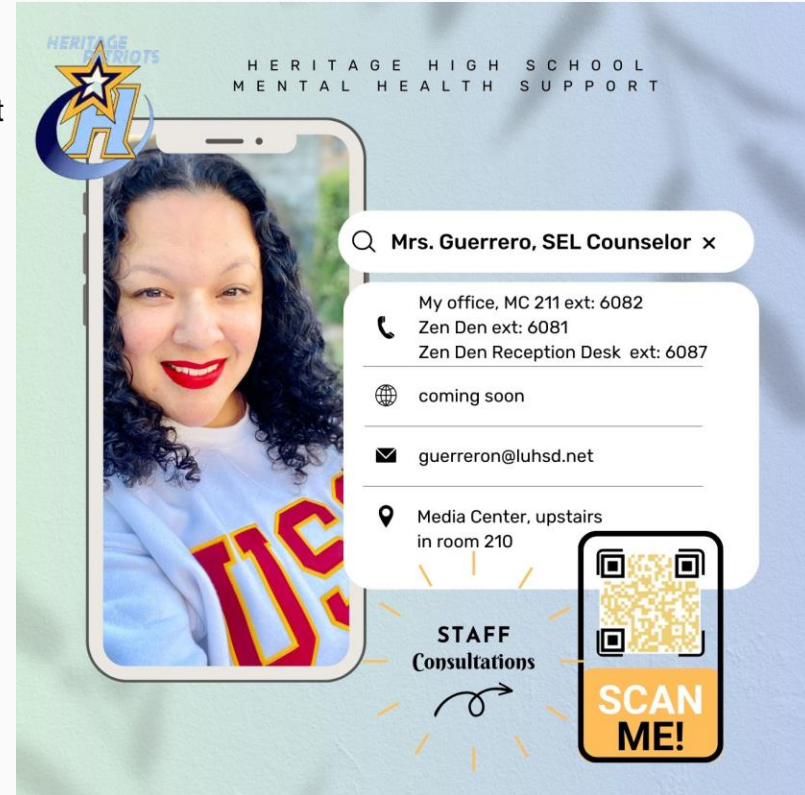 t
HERITAGE
PATRIOTS
H
HERITAGE HIGH SCHOOL
MENTAL HEALTH SUPPORT
Mrs. Guerrero, SEL Counselor ×
My office, MC 211 ext: 6082
Zen Den ext: 6081
Zen Den Reception Desk ext: 6087
coming soon
guerreron@luhsd.net
Media Center, upstairs
in room 210
USC
STAFF
Consultations
SCAN
ME!